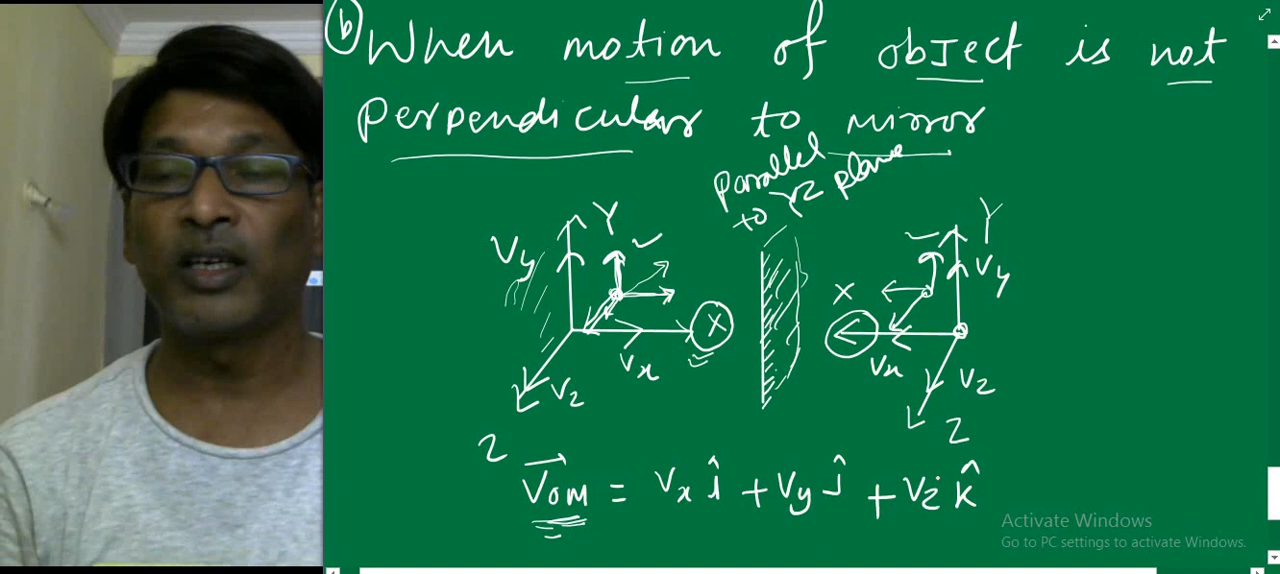 (b) When motion of object is not
perpendicular to mirror
Parallel
to YZ plane
Y
Vy
X
Vx
Vz
Z
Y
Vy
X
Vx
Vz
Z
VOM = Vx î + Vy ĵ + Vz k̂
Activate Windows
Go to PC settings to activate Windows.